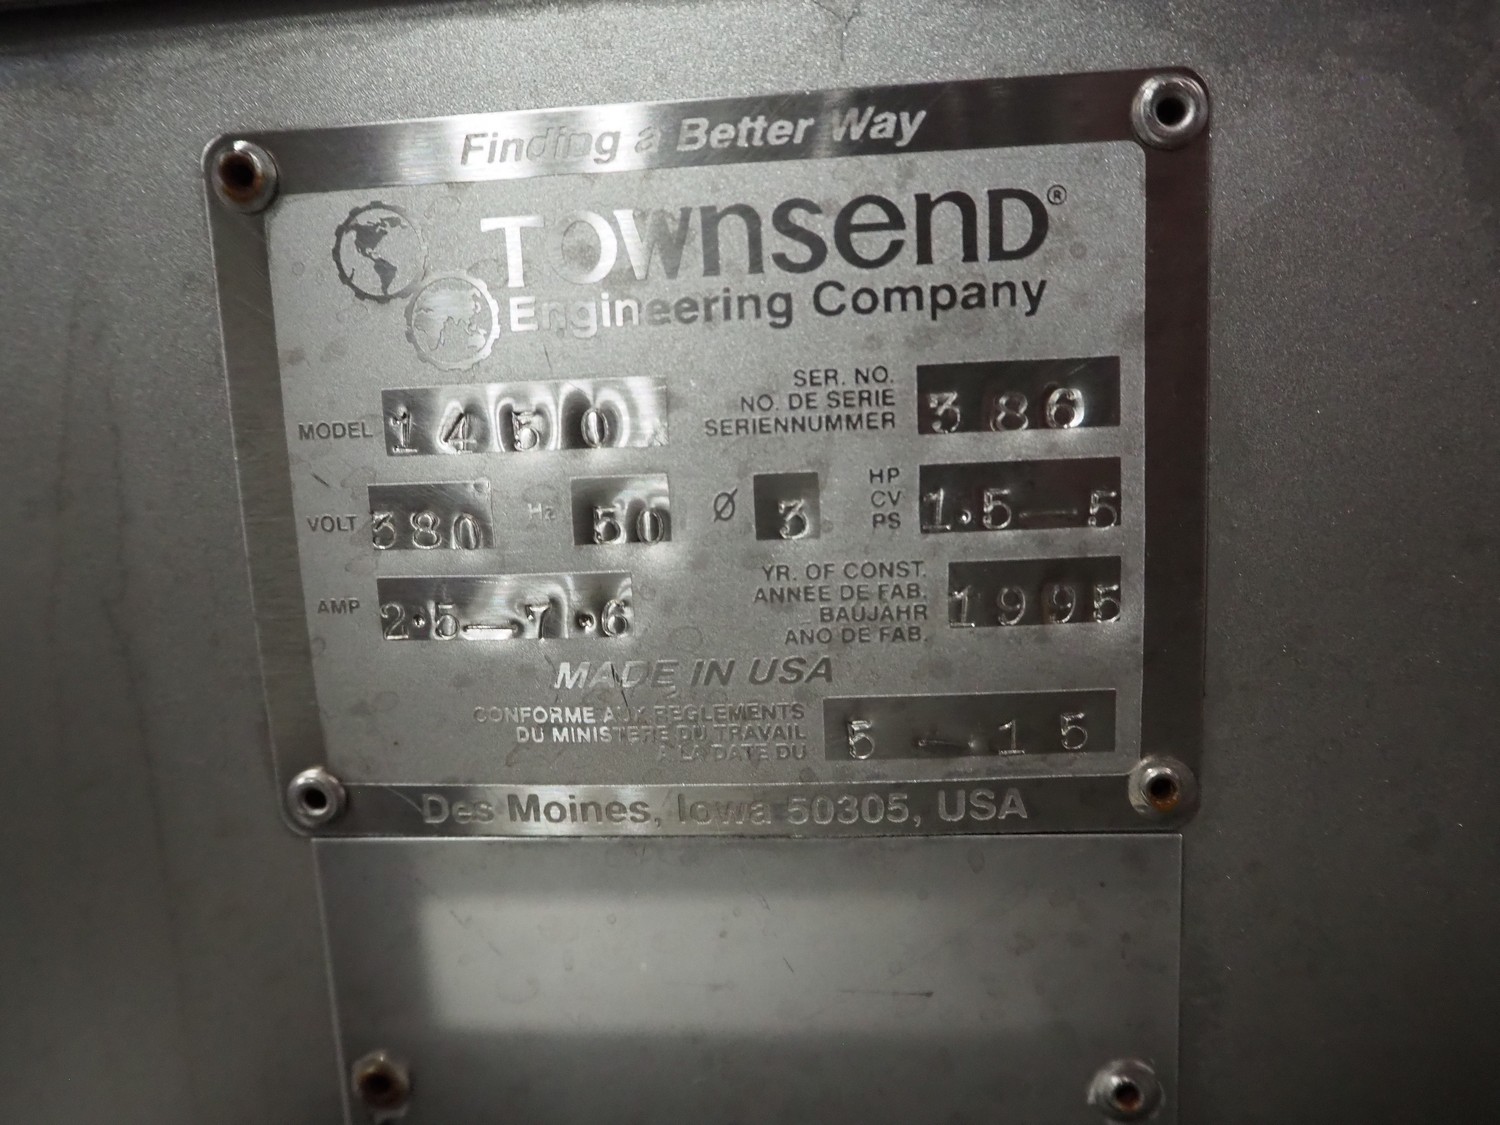 Finding a Better Way
TOWNSEND®
Engineering Company
MODEL 1450
SER. NO.
NO. DE SERIE
SERIENNUMMER 386
VOLT 380 Hz 50 Ø 3
HP
CV
PS 1.5-5
AMP 2.5-7.6
YR. OF CONST.
ANNÉE DE FAB.
BAUJAHR
ANO DE FAB. 1995
MADE IN USA
CONFORME AUX REGLEMENTS
DU MINISTERE DU TRAVAIL
A LA DATE DU 5-15
Des Moines, Iowa 50305, USA